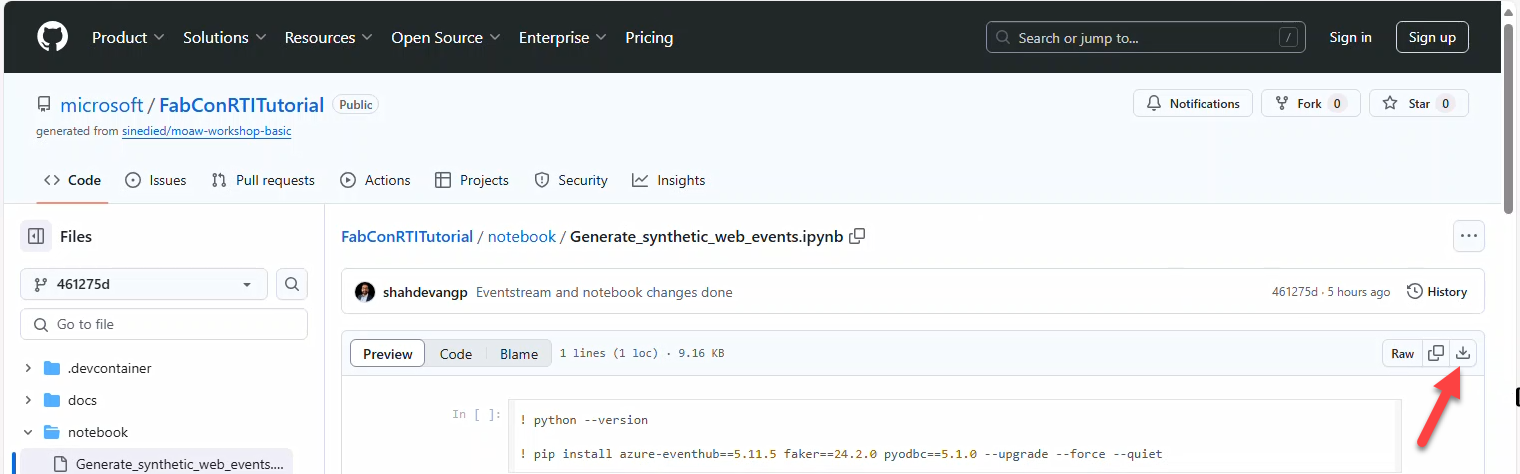 Product Solutions Resources Open Source Enterprise Pricing Search or jump to... / Sign in Sign up
microsoft / FabConRTITutorial Public Notifications Fork 0 Star 0
generated from sinedied/moaw-workshop-basic
Code Issues Pull requests Actions Projects Security Insights
Files
461275d
Go to file
.devcontainer
docs
notebook
Generate_synthetic_web_events....
FabConRTITutorial / notebook / Generate_synthetic_web_events.ipynb
shahdevangp Eventstream and notebook changes done 461275d · 5 hours ago History
Preview Code Blame 1 lines (1 loc) · 9.16 KB Raw
In [ ]:
! python --version
! pip install azure-eventhub==5.11.5 faker==24.2.0 pyodbc==5.1.0 --upgrade --force --quiet